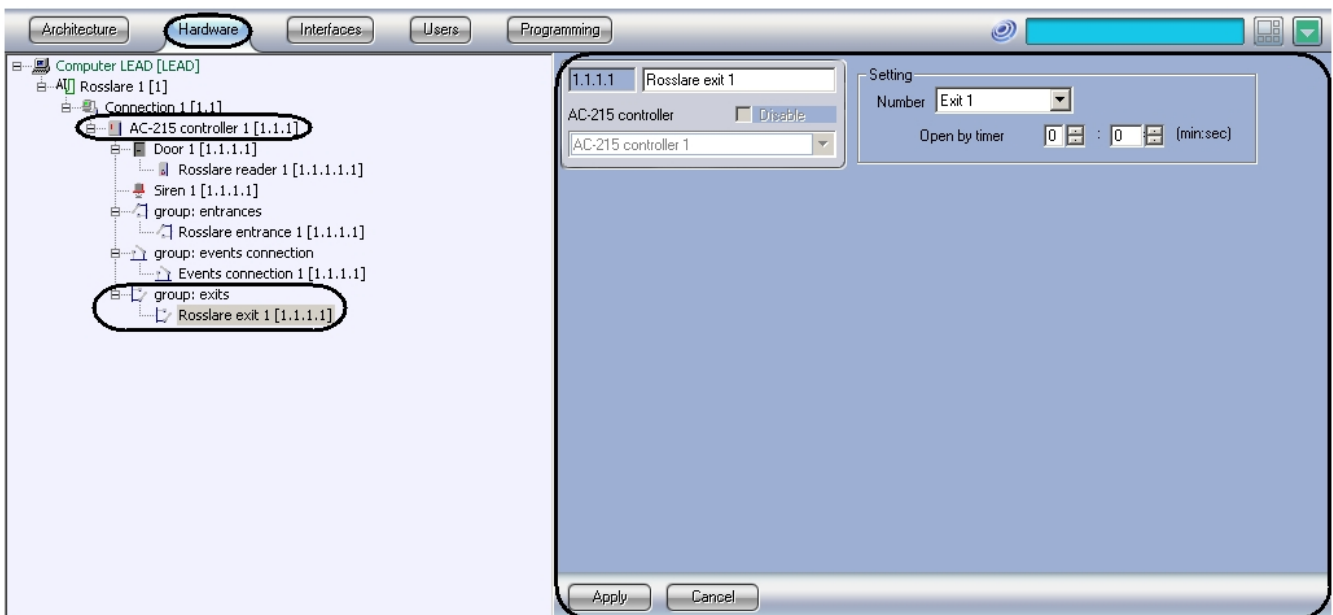 Architecture Hardware Interfaces Users Programming
Computer LEAD [LEAD]
Rosslare 1 [1]
Connection 1 [1.1]
AC-215 controller 1 [1.1.1]
Door 1 [1.1.1.1]
Rosslare reader 1 [1.1.1.1.1]
Siren 1 [1.1.1.1]
group: entrances
Rosslare entrance 1 [1.1.1.1]
group: events connection
Events connection 1 [1.1.1.1]
group: exits
Rosslare exit 1 [1.1.1.1]
1.1.1.1 Rosslare exit 1
AC-215 controller Disable
AC-215 controller 1
Setting
Number Exit 1
Open by timer 0 : 0 (min:sec)
Apply Cancel